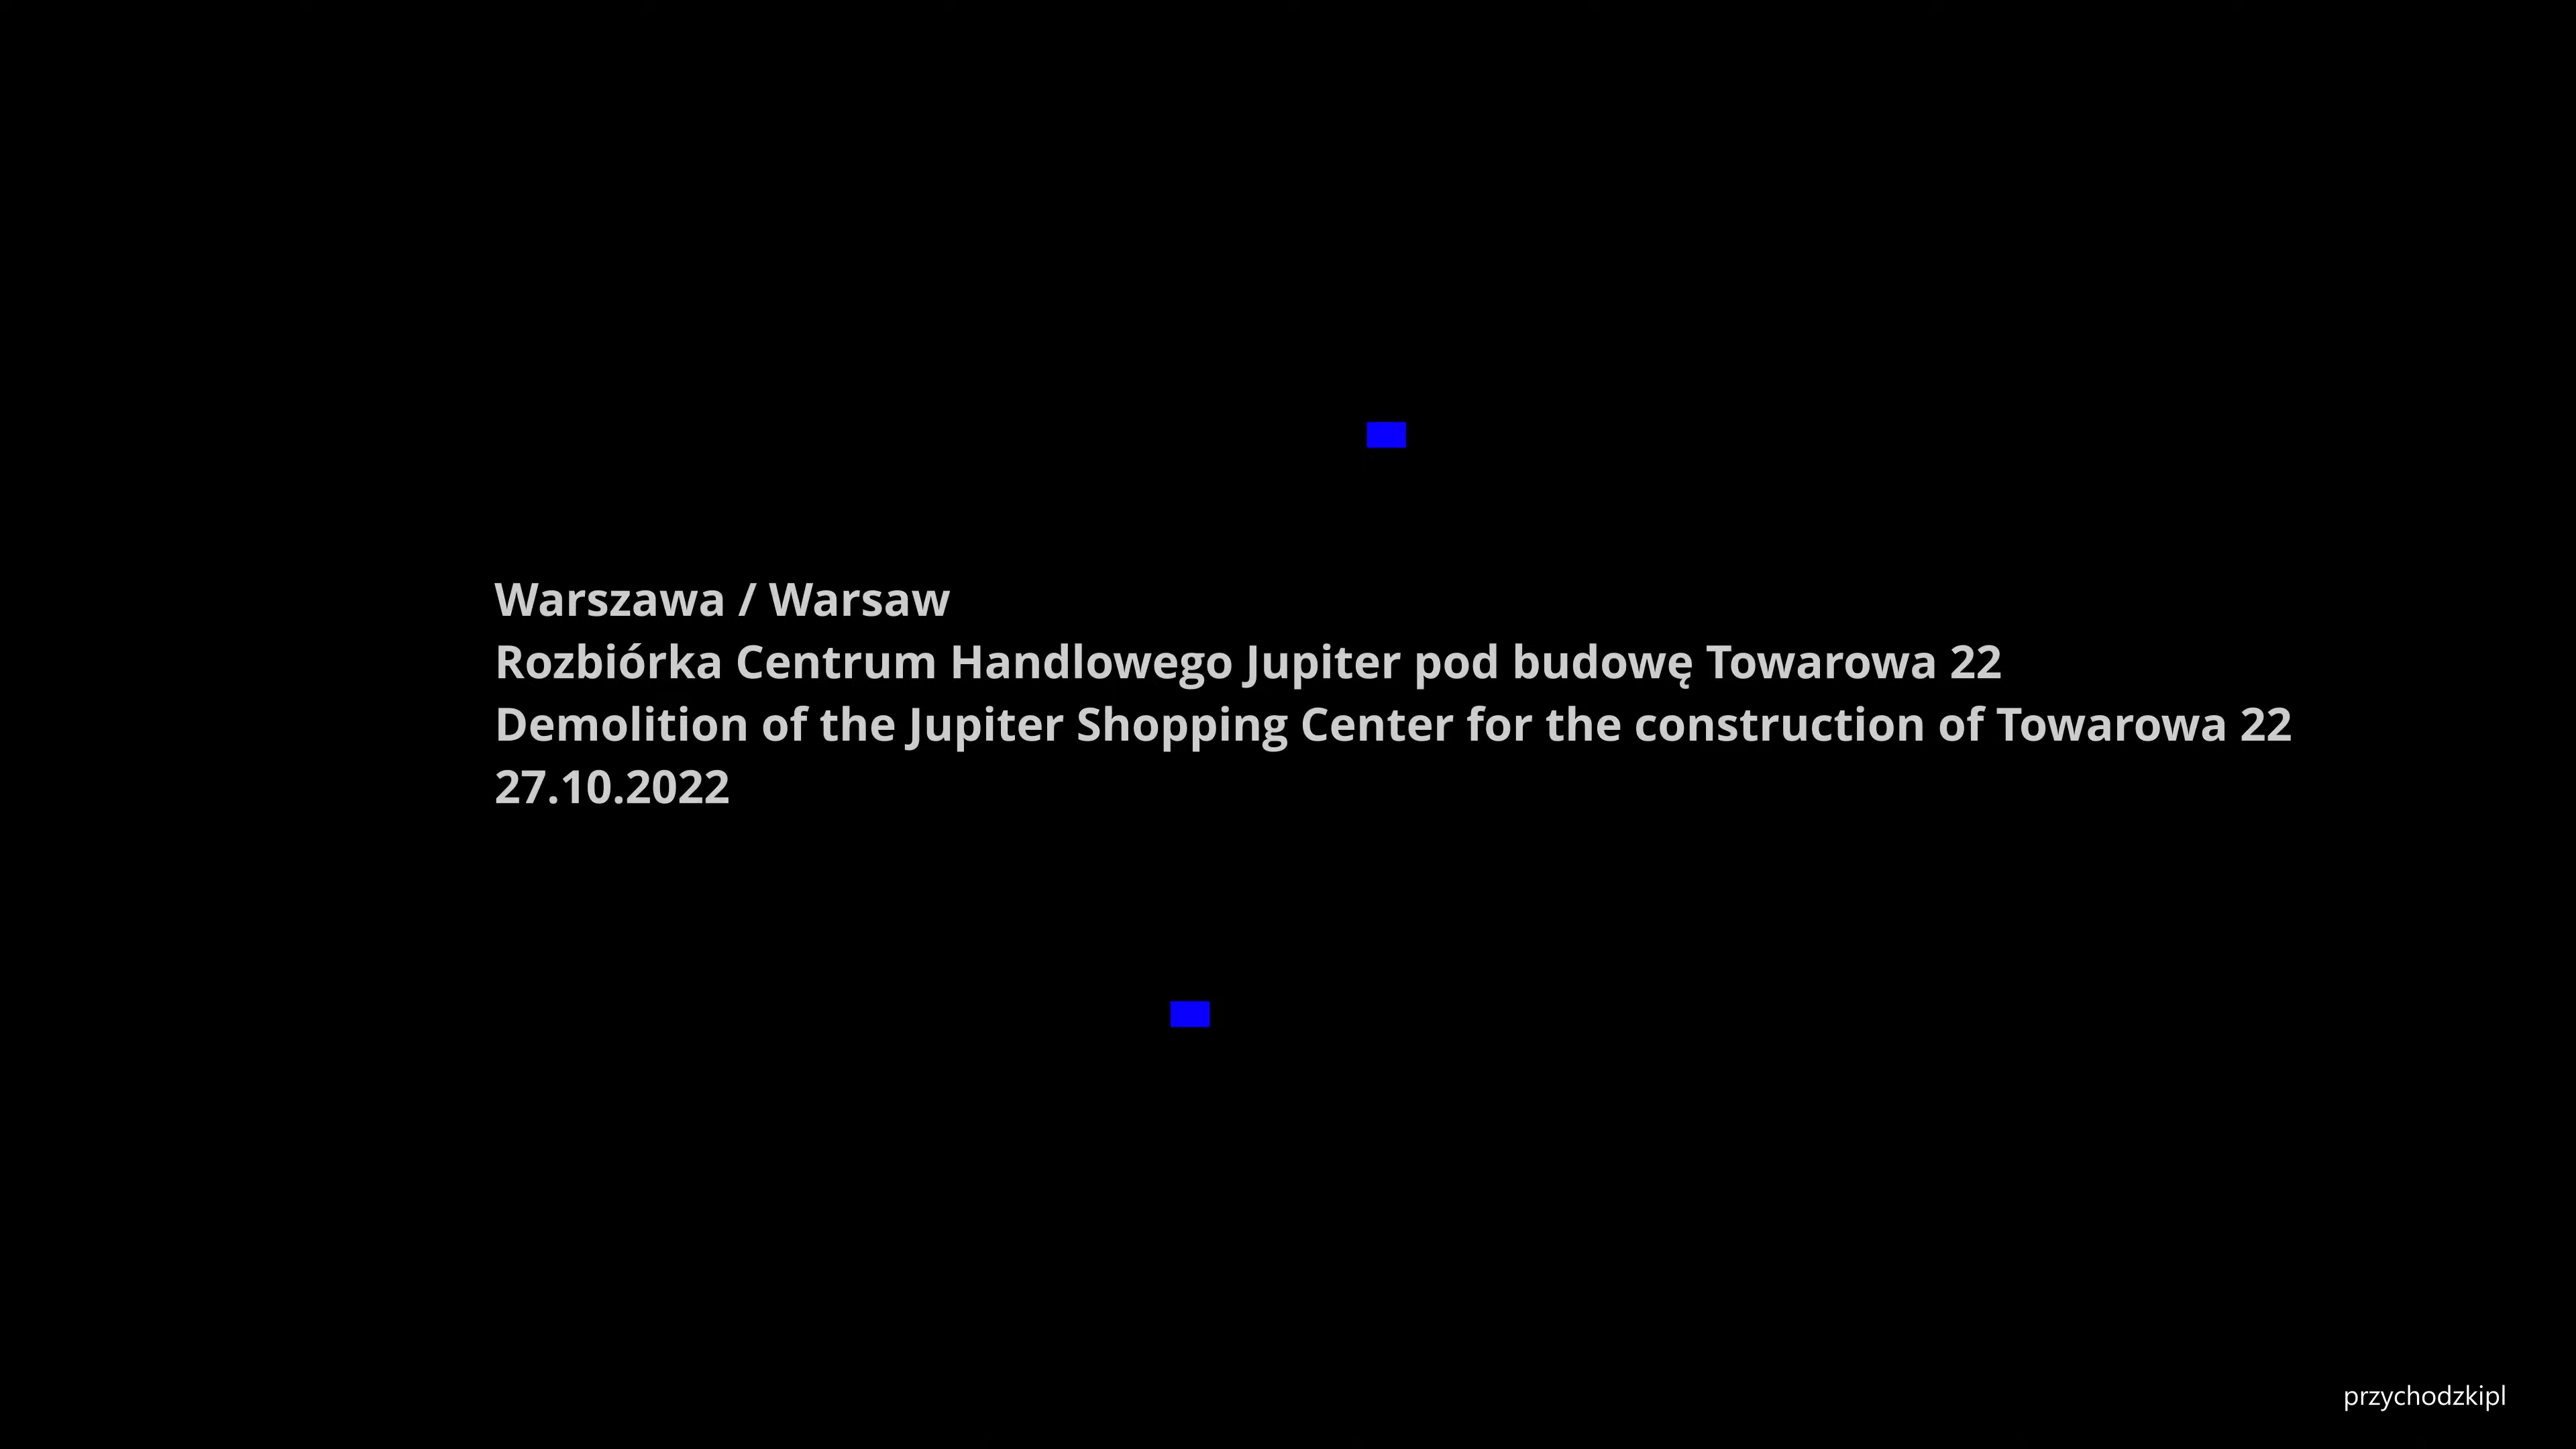 Warszawa / Warsaw
Rozbiórka Centrum Handlowego Jupiter pod budowę Towarowa 22
Demolition of the Jupiter Shopping Center for the construction of Towarowa 22
27.10.2022
przychodzkipl